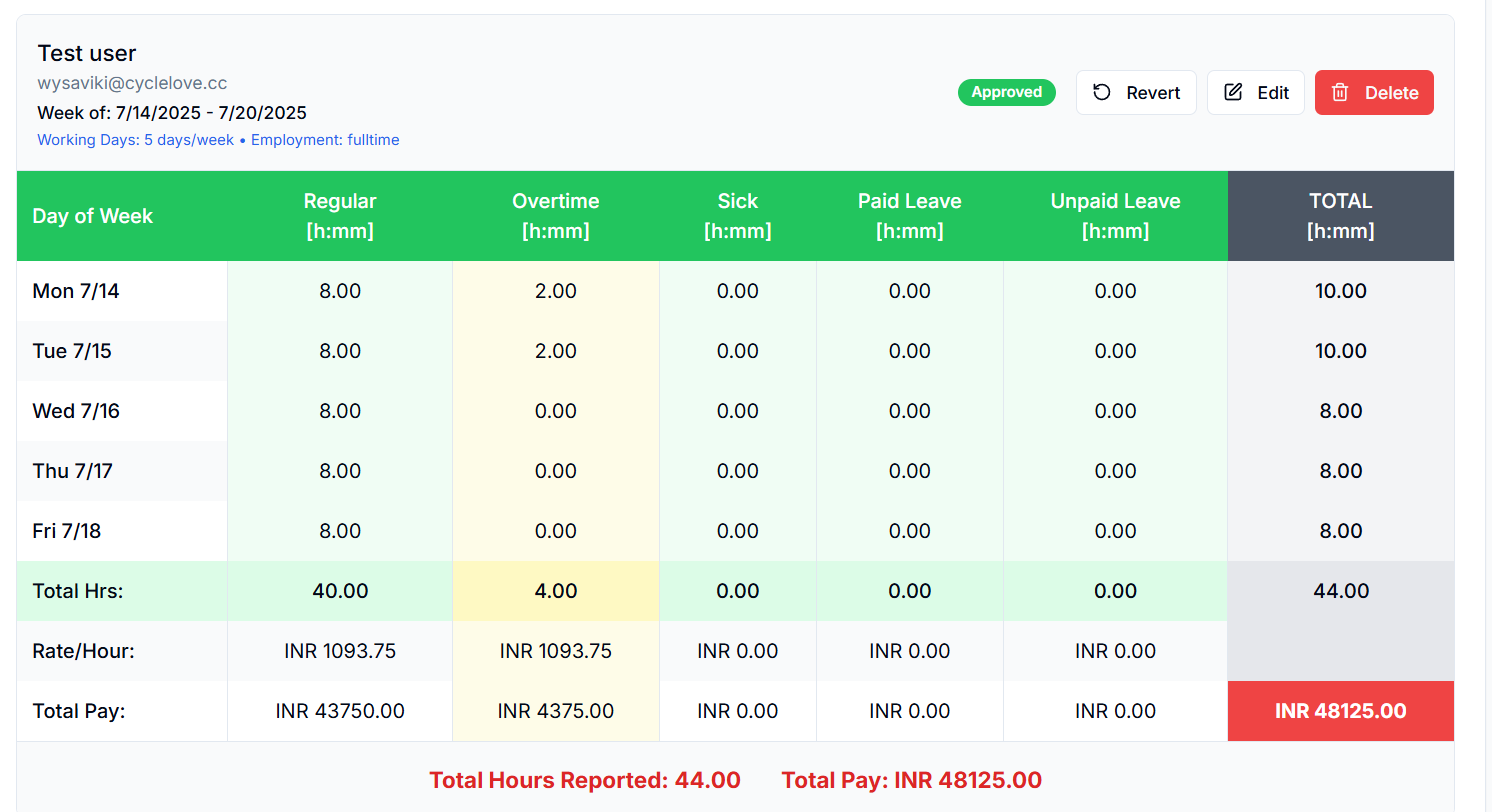 Test user
wysaviki@cyclelove.cc
Week of: 7/14/2025 - 7/20/2025
Working Days: 5 days/week • Employment: fulltime
Approved
Revert
Edit
Delete
Day of Week Regular [h:mm] Overtime [h:mm] Sick [h:mm] Paid Leave [h:mm] Unpaid Leave [h:mm] TOTAL [h:mm]
Mon 7/14 8.00 2.00 0.00 0.00 0.00 10.00
Tue 7/15 8.00 2.00 0.00 0.00 0.00 10.00
Wed 7/16 8.00 0.00 0.00 0.00 0.00 8.00
Thu 7/17 8.00 0.00 0.00 0.00 0.00 8.00
Fri 7/18 8.00 0.00 0.00 0.00 0.00 8.00
Total Hrs: 40.00 4.00 0.00 0.00 0.00 44.00
Rate/Hour: INR 1093.75 INR 1093.75 INR 0.00 INR 0.00 INR 0.00
Total Pay: INR 43750.00 INR 4375.00 INR 0.00 INR 0.00 INR 0.00 INR 48125.00
Total Hours Reported: 44.00 Total Pay: INR 48125.00